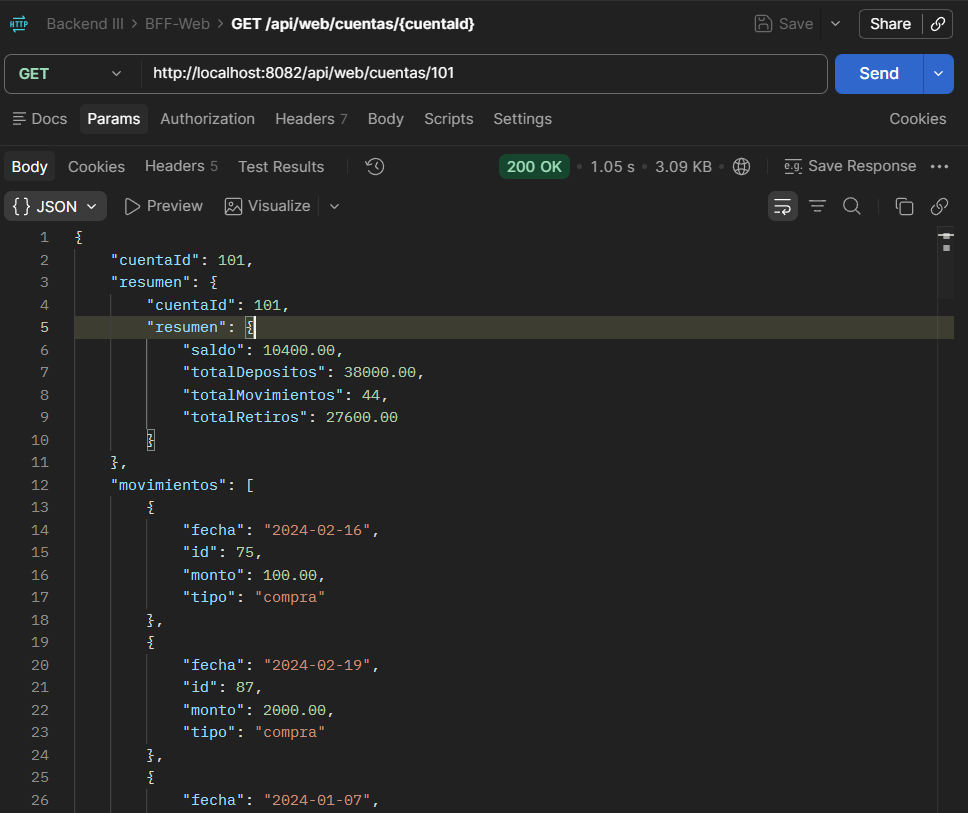 HTTP Backend III > BFF-Web > GET /api/web/cuentas/{cuentaId} Save Share
GET http://localhost:8082/api/web/cuentas/101 Send
Docs Params Authorization Headers 7 Body Scripts Settings Cookies
Body Cookies Headers 5 Test Results 200 OK • 1.05 s • 3.09 KB • e.g. Save Response
{} JSON Preview Visualize
1 {
2 "cuentaId": 101,
3 "resumen": {
4 "cuentaId": 101,
5 "resumen": {
6 "saldo": 10400.00,
7 "totalDepositos": 38000.00,
8 "totalMovimientos": 44,
9 "totalRetiros": 27600.00
10 }
11 },
12 "movimientos": [
13 {
14 "fecha": "2024-02-16",
15 "id": 75,
16 "monto": 100.00,
17 "tipo": "compra"
18 },
19 {
20 "fecha": "2024-02-19",
21 "id": 87,
22 "monto": 2000.00,
23 "tipo": "compra"
24 },
25 {
26 "fecha": "2024-01-07",